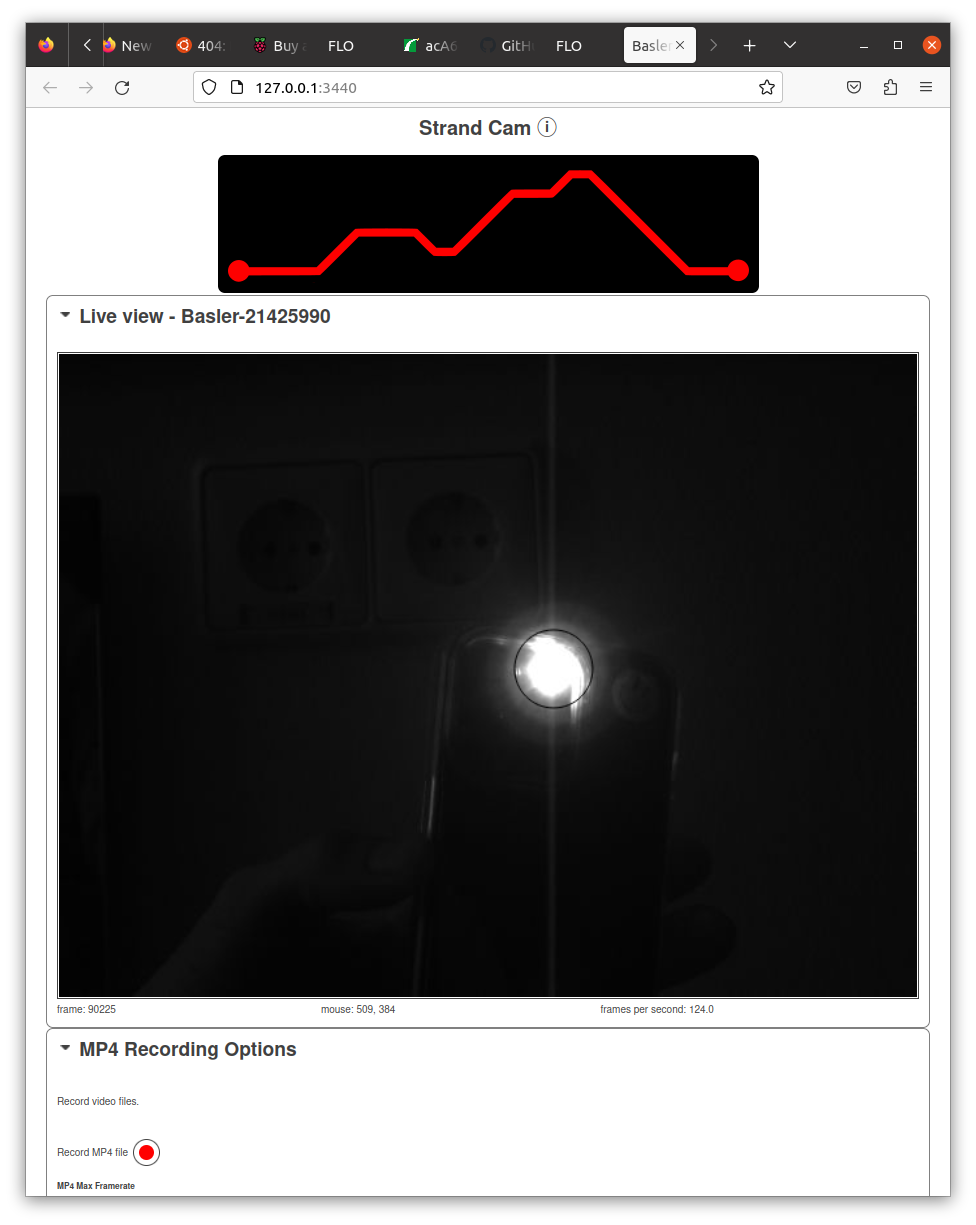 New
404:
Buy a
FLO
acA6
GitH
FLO
Basler
127.0.0.1:3440
Strand Cam
Live view - Basler-21425990
frame: 90225
mouse: 509, 384
frames per second: 124.0
MP4 Recording Options
Record video files.
Record MP4 file
MP4 Max Framerate